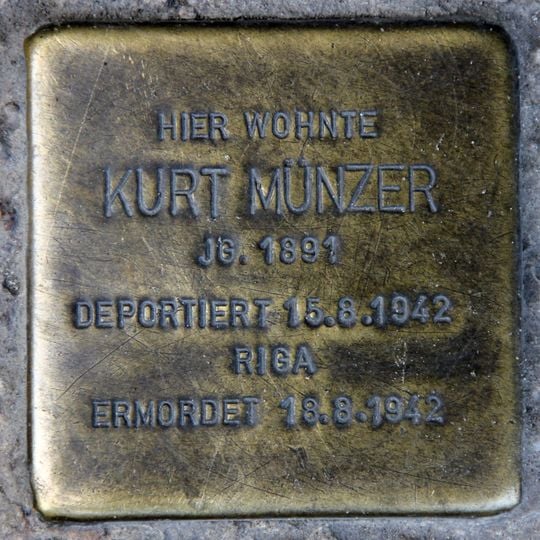 HIER WOHNTE
KURT MÜNZER
JG. 1891
DEPORTIERT 15.8.1942
RIGA
ERMORDET 18.8.1942